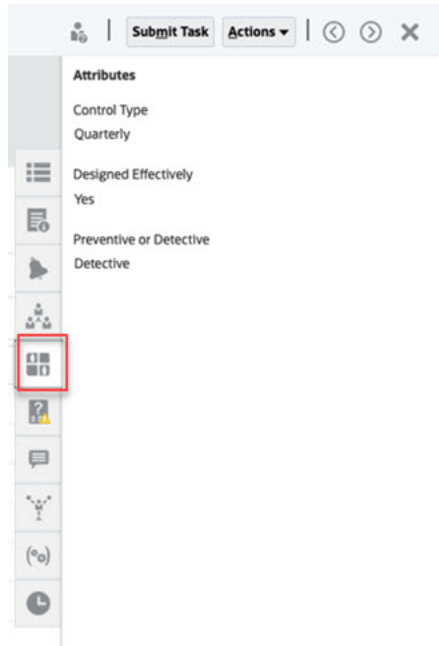 Submit Task Actions
Attributes
Control Type
Quarterly
Designed Effectively
Yes
Preventive or Detective
Detective